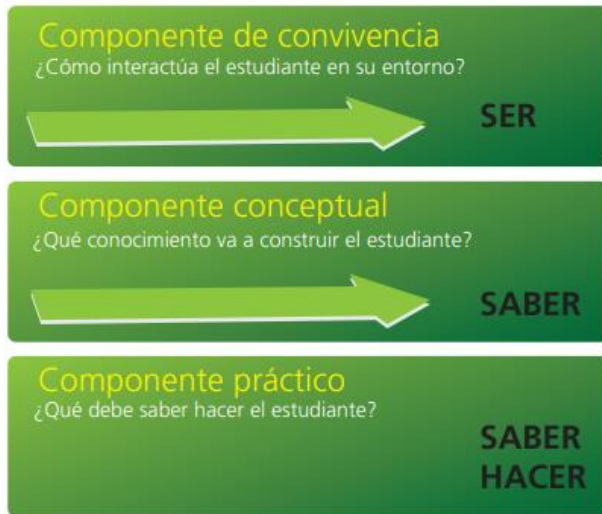 Componente de convivencia
¿Cómo interactúa el estudiante en su entorno?
SER
Componente conceptual
¿Qué conocimiento va a construir el estudiante?
SABER
Componente práctico
¿Qué debe saber hacer el estudiante?
SABER
HACER